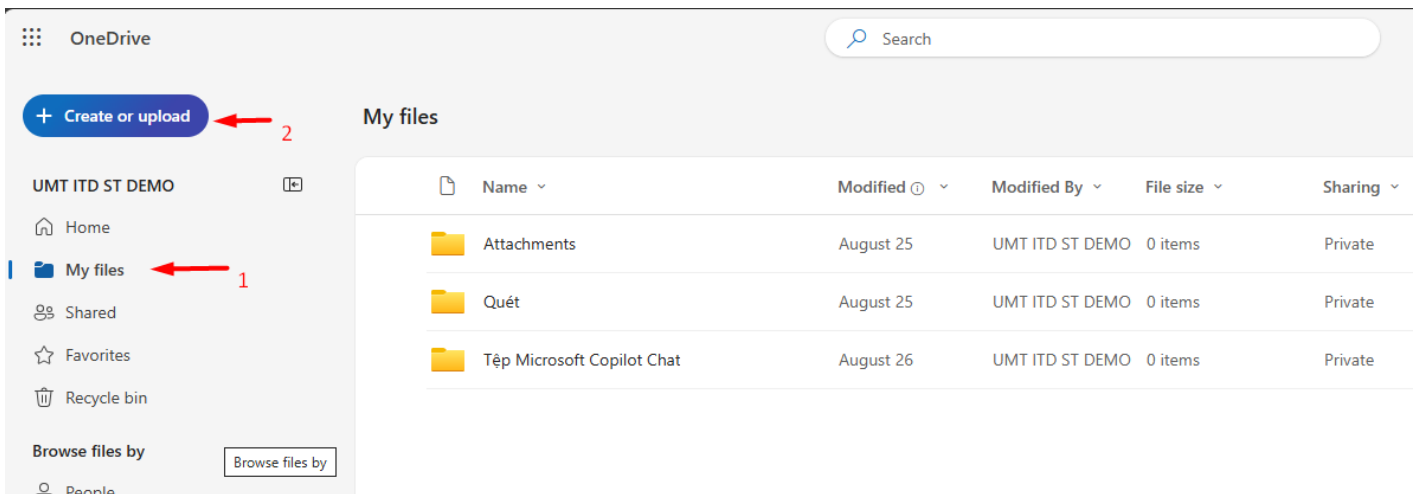 OneDrive
Search
+ Create or upload
2
My files
UMT ITD ST DEMO
Home
My files
1
Shared
Favorites
Recycle bin
Browse files by
Browse files by
People
Name Modified Modified By File size Sharing
Attachments August 25 UMT ITD ST DEMO 0 items Private
Quét August 25 UMT ITD ST DEMO 0 items Private
Tệp Microsoft Copilot Chat August 26 UMT ITD ST DEMO 0 items Private